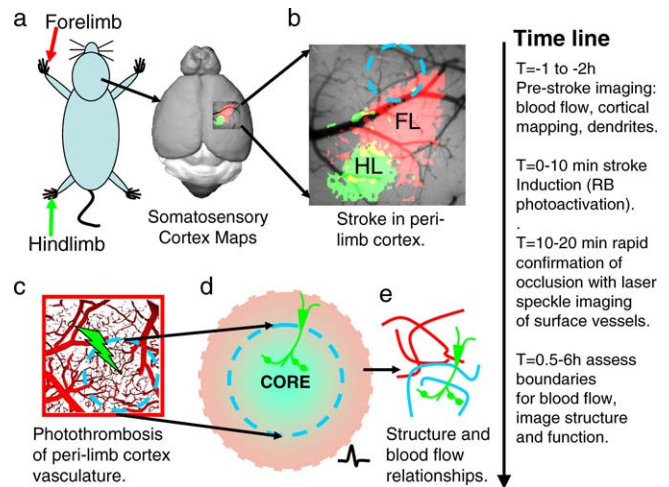 a
Forelimb
Hindlimb
Somatosensory
Cortex Maps
b
FL
HL
Stroke in peri-
limb cortex.
c
Photothrombosis
of peri-limb cortex
vasculature.
d
CORE
e
Structure and
blood flow
relationships.
Time line
T=-1 to -2h
Pre-stroke imaging:
blood flow, cortical
mapping, dendrites.
T=0-10 min stroke
Induction (RB
photoactivation).
.
T=10-20 min rapid
confirmation of
occlusion with laser
speckle imaging
of surface vessels.
T=0.5-6h assess
boundaries
for blood flow,
image structure
and function.